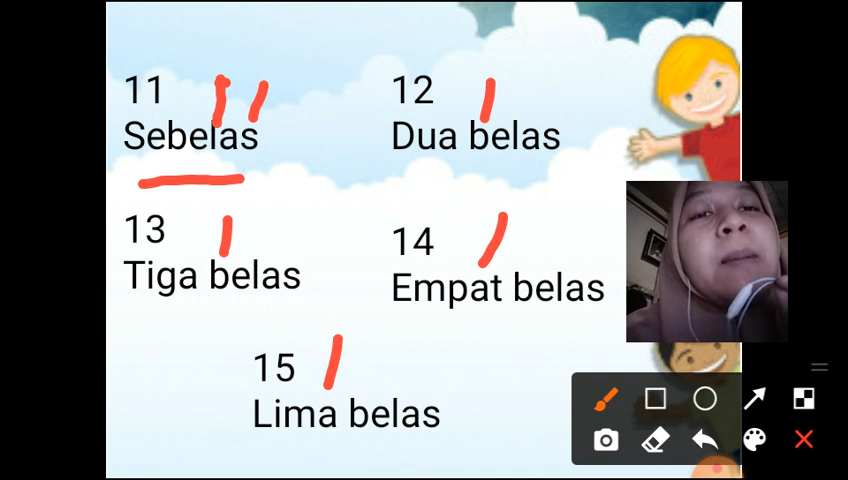 11
Sebelas
12
Dua belas
13
Tiga belas
14
Empat belas
15
Lima belas